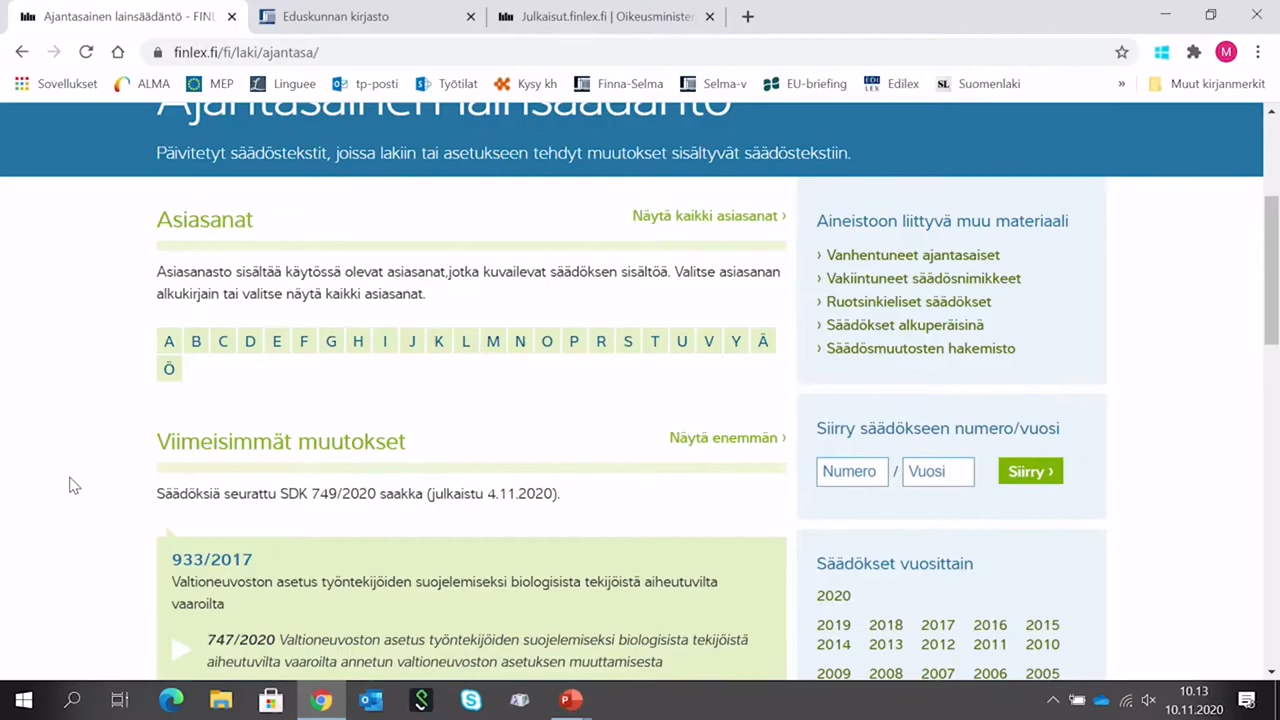 Ajantasainen lainsäädäntö - FINL
Eduskunnan kirjasto
Julkaisut.finlex.fi | Oikeusminister
finlex.fi/fi/laki/ajantasa/
M
Sovellukset
ALMA
MEP
Linguee
tp-posti
Työtilat
Kysy kh
Finna-Selma
Selma-v
EU-briefing
EDI
LEX
Edilex
SL
Suomenlaki
»
Muut kirjanmerkit
Ajantasainen lainsäädäntö
Päivitetyt säädöstekstit, joissa lakiin tai asetukseen tehdyt muutokset sisältyvät säädöstekstiin.
Asiasanat
Näytä kaikki asiasanat ›
Asiasanasto sisältää käytössä olevat asiasanat,jotka kuvailevat säädöksen sisältöä. Valitse asiasanan
alkukirjain tai valitse näytä kaikki asiasanat.
A B C D E F G H I J K L M N O P R S T U V Y Ä
Ö
Viimeisimmät muutokset
Näytä enemmän ›
Säädöksiä seurattu SDK 749/2020 saakka (julkaistu 4.11.2020).
933/2017
Valtioneuvoston asetus työntekijöiden suojelemiseksi biologisista tekijöistä aiheutuvilta
vaaroilta
747/2020 Valtioneuvoston asetus työntekijöiden suojelemiseksi biologisista tekijöistä
aiheutuvilta vaaroilta annetun valtioneuvoston asetuksen muuttamisesta
Aineistoon liittyvä muu materiaali
› Vanhentuneet ajantasaiset
› Vakiintuneet säädösnimikkeet
› Ruotsinkieliset säädökset
› Säädökset alkuperäisinä
› Säädösmuutosten hakemisto
Siirry säädökseen numero/vuosi
Numero / Vuosi Siirry ›
Säädökset vuosittain
2020
2019 2018 2017 2016 2015
2014 2013 2012 2011 2010
2009 2008 2007 2006 2005
10.13
10.11.2020